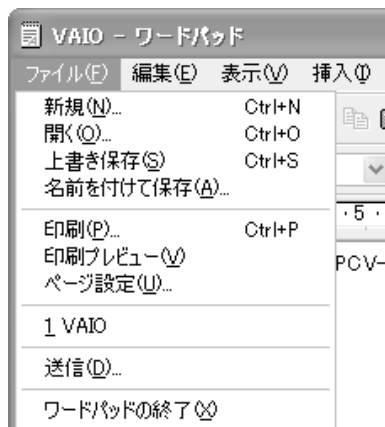 VAIO - ワードパッド
ファイル(F) 編集(E) 表示(V) 挿入(I)
新規(N)... Ctrl+N
開く(O)... Ctrl+O
上書き保存(S) Ctrl+S
名前を付けて保存(A)...
·5·
印刷(P)... Ctrl+P
印刷プレビュー(V)
PCV-
ページ設定(U)...
1 VAIO
送信(D)...
ワードパッドの終了(X)